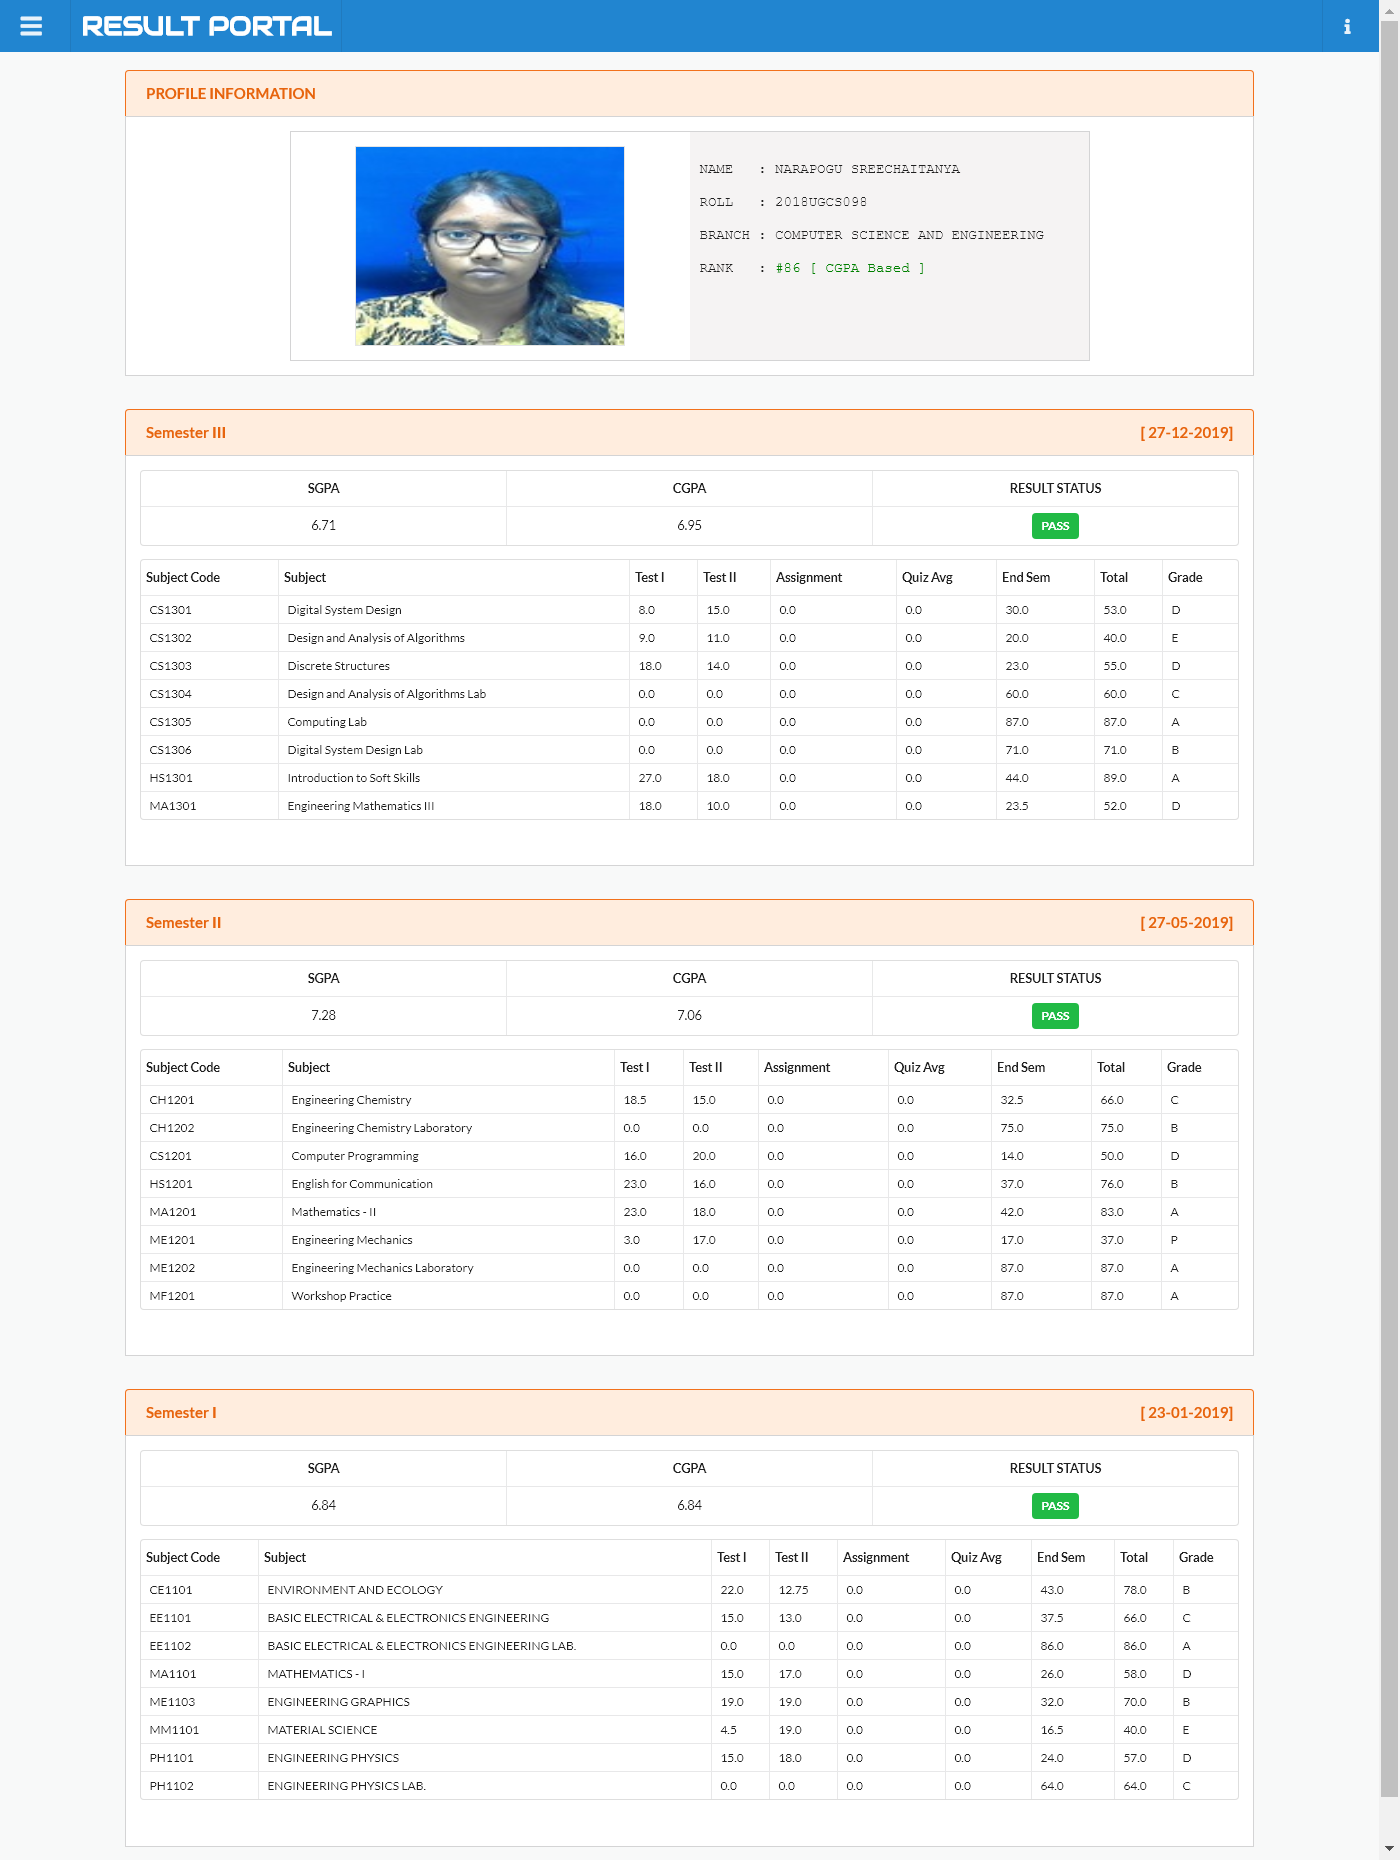 RESULT PORTAL
PROFILE INFORMATION
NAME : NARAPOGU SREECHAITANYA
ROLL : 2018UGCS098
BRANCH : COMPUTER SCIENCE AND ENGINEERING
RANK : #86 [ CGPA Based ]
Semester III [ 27-12-2019]
SGPA CGPA RESULT STATUS
6.71 6.95 PASS
Subject Code Subject Test I Test II Assignment Quiz Avg End Sem Total Grade
CS1301 Digital System Design 8.0 15.0 0.0 0.0 30.0 53.0 D
CS1302 Design and Analysis of Algorithms 9.0 11.0 0.0 0.0 20.0 40.0 E
CS1303 Discrete Structures 18.0 14.0 0.0 0.0 23.0 55.0 D
CS1304 Design and Analysis of Algorithms Lab 0.0 0.0 0.0 0.0 60.0 60.0 C
CS1305 Computing Lab 0.0 0.0 0.0 0.0 87.0 87.0 A
CS1306 Digital System Design Lab 0.0 0.0 0.0 0.0 71.0 71.0 B
HS1301 Introduction to Soft Skills 27.0 18.0 0.0 0.0 44.0 89.0 A
MA1301 Engineering Mathematics III 18.0 10.0 0.0 0.0 23.5 52.0 D
Semester II [ 27-05-2019]
SGPA CGPA RESULT STATUS
7.28 7.06 PASS
Subject Code Subject Test I Test II Assignment Quiz Avg End Sem Total Grade
CH1201 Engineering Chemistry 18.5 15.0 0.0 0.0 32.5 66.0 C
CH1202 Engineering Chemistry Laboratory 0.0 0.0 0.0 0.0 75.0 75.0 B
CS1201 Computer Programming 16.0 20.0 0.0 0.0 14.0 50.0 D
HS1201 English for Communication 23.0 16.0 0.0 0.0 37.0 76.0 B
MA1201 Mathematics - II 23.0 18.0 0.0 0.0 42.0 83.0 A
ME1201 Engineering Mechanics 3.0 17.0 0.0 0.0 17.0 37.0 P
ME1202 Engineering Mechanics Laboratory 0.0 0.0 0.0 0.0 87.0 87.0 A
MF1201 Workshop Practice 0.0 0.0 0.0 0.0 87.0 87.0 A
Semester I [ 23-01-2019]
SGPA CGPA RESULT STATUS
6.84 6.84 PASS
Subject Code Subject Test I Test II Assignment Quiz Avg End Sem Total Grade
CE1101 ENVIRONMENT AND ECOLOGY 22.0 12.75 0.0 0.0 43.0 78.0 B
EE1101 BASIC ELECTRICAL & ELECTRONICS ENGINEERING 15.0 13.0 0.0 0.0 37.5 66.0 C
EE1102 BASIC ELECTRICAL & ELECTRONICS ENGINEERING LAB. 0.0 0.0 0.0 0.0 86.0 86.0 A
MA1101 MATHEMATICS - I 15.0 17.0 0.0 0.0 26.0 58.0 D
ME1103 ENGINEERING GRAPHICS 19.0 19.0 0.0 0.0 32.0 70.0 B
MM1101 MATERIAL SCIENCE 4.5 19.0 0.0 0.0 16.5 40.0 E
PH1101 ENGINEERING PHYSICS 15.0 18.0 0.0 0.0 24.0 57.0 D
PH1102 ENGINEERING PHYSICS LAB. 0.0 0.0 0.0 0.0 64.0 64.0 C